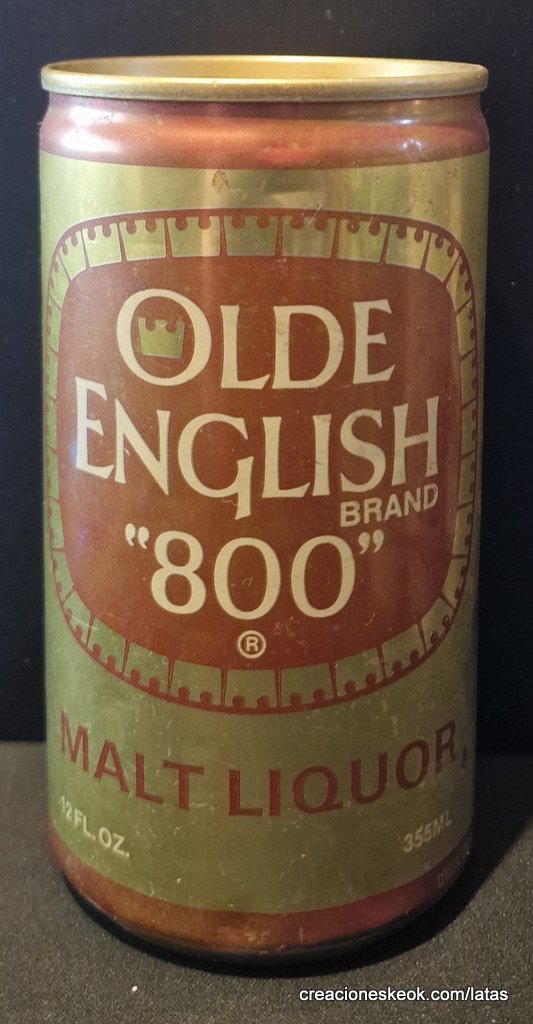 OLDE
ENGLISH
BRAND
“800”
®
MALT LIQUOR
12 FL. OZ.
355ML
creacioneskeok.com/latas